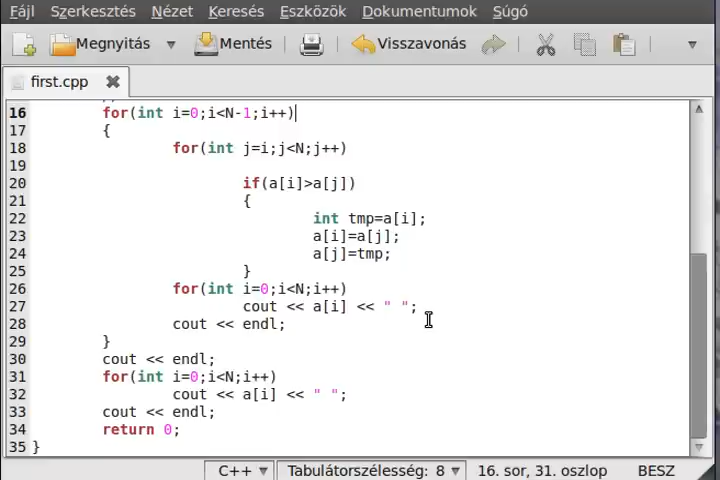 Fájl Szerkesztés Nézet Keresés Eszközök Dokumentumok Súgó
Megnyitás Mentés Visszavonás
first.cpp
16 for(int i=0;i<N-1;i++)
17 {
18 for(int j=i;j<N;j++)
19
20 if(a[i]>a[j])
21 {
22 int tmp=a[i];
23 a[i]=a[j];
24 a[j]=tmp;
25 }
26 for(int i=0;i<N;i++)
27 cout << a[i] << " ";
28 cout << endl;
29 }
30 cout << endl;
31 for(int i=0;i<N;i++)
32 cout << a[i] << " ";
33 cout << endl;
34 return 0;
35 }
C++ Tabulátorszélesség: 8 16. sor, 31. oszlop BESZ